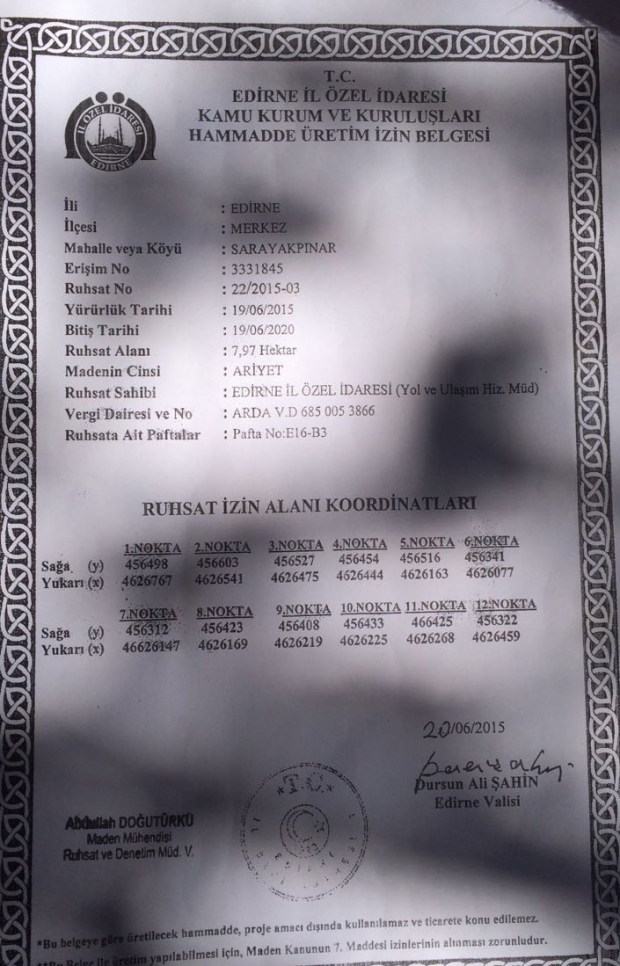 T.C.
EDİRNE İL ÖZEL İDARESİ
KAMU KURUM VE KURULUŞLARI
HAMMADDE ÜRETİM İZİN BELGESİ
İL ÖZEL İDARESİ
EDİRNE
İli : EDİRNE
İlçesi : MERKEZ
Mahalle veya Köyü : SARAYAKPINAR
Erişim No : 3331845
Ruhsat No : 22/2015-03
Yürürlük Tarihi : 19/06/2015
Bitiş Tarihi : 19/06/2020
Ruhsat Alanı : 7,97 Hektar
Madenin Cinsi : ARİYET
Ruhsat Sahibi : EDİRNE İL ÖZEL İDARESİ (Yol ve Ulaşım Hiz. Müd)
Vergi Dairesi ve No : ARDA V.D 685 005 3866
Ruhsata Ait Paftalar : Pafta No:E16-B3
RUHSAT İZİN ALANI KOORDİNATLARI
1.NOKTA 2.NOKTA 3.NOKTA 4.NOKTA 5.NOKTA 6.NOKTA
Sağa (y) 456498 456603 456527 456454 456516 456341
Yukarı (x) 4626767 4626541 4626475 4626444 4626163 4626077
7.NOKTA 8.NOKTA 9.NOKTA 10.NOKTA 11.NOKTA 12.NOKTA
Sağa (y) 456312 456423 456408 456433 466425 456322
Yukarı (x) 46626147 4626169 4626219 4626225 4626268 4626459
20/06/2015
Dursun Ali ŞAHİN
Edirne Valisi
T.C.
Abdullah DOĞUTÜRKÜ
Maden Mühendisi
Ruhsat ve Denetim Müd. V.
*Bu belgeye göre üretilecek hammadde, proje amacı dışında kullanılamaz ve ticarete konu edilemez.
**Bu Belge ile üretim yapılabilmesi için, Maden Kanunun 7. Maddesi izinlerinin alınması zorunludur.